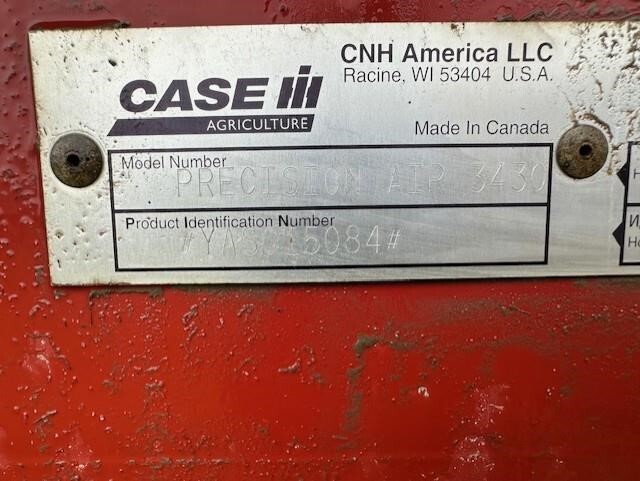 CASE IH
AGRICULTURE
CNH America LLC
Racine, WI 53404 U.S.A.
Made In Canada
Model Number
PRECISION AIR 3430
Product Identification Number